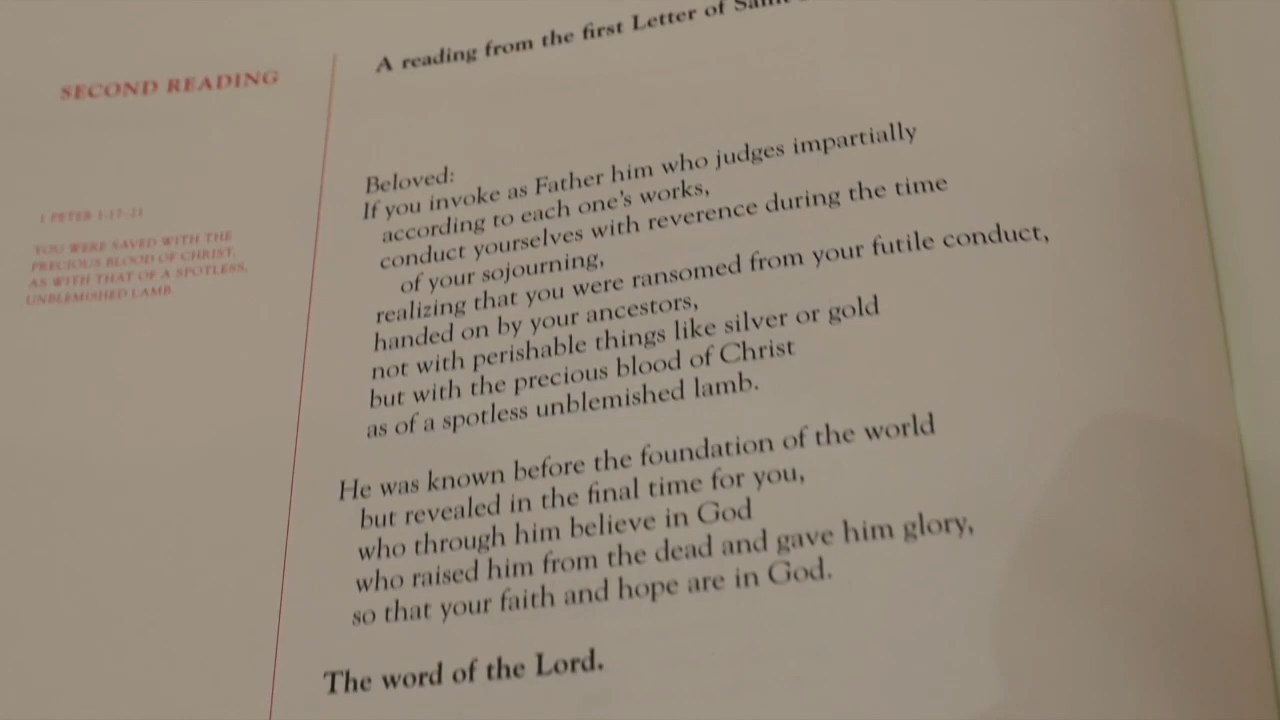 A reading from the first Letter of Saint
SECOND READING
Beloved:
If you invoke as Father him who judges impartially
according to each one's works,
conduct yourselves with reverence during the time
of your sojourning,
realizing that you were ransomed from your futile conduct,
handed on by your ancestors,
not with perishable things like silver or gold
but with the precious blood of Christ
as of a spotless unblemished lamb.
1 PETER 1:17-21
YOU WERE SAVED WITH THE
PRECIOUS BLOOD OF CHRIST,
AS WITH THAT OF A SPOTLESS,
UNBLEMISHED LAMB.
He was known before the foundation of the world
but revealed in the final time for you,
who through him believe in God
who raised him from the dead and gave him glory,
so that your faith and hope are in God.
The word of the Lord.